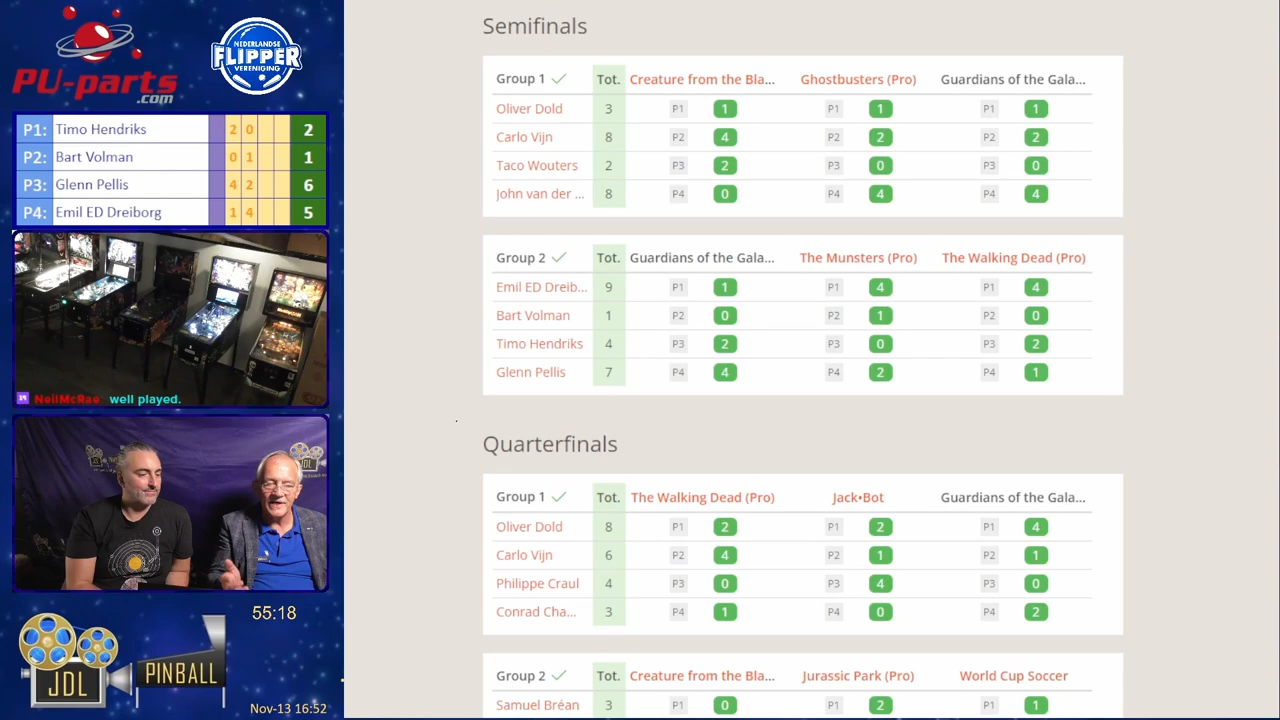 PU-parts
.com
NEDERLANDSE
FLIPPER
VERENIGING
P1: Timo Hendriks 2 0 2
P2: Bart Volman 0 1 1
P3: Glenn Pellis 4 2 6
P4: Emil ED Dreiborg 1 4 5
NeilMcRae well played.
JDL
55:18
JDL PINBALL
Nov-13 16:52
Semifinals
Group 1 Tot. Creature from the Bla... Ghostbusters (Pro) Guardians of the Gala...
Oliver Dold 3 P1 1 P1 1 P1 1
Carlo Vijn 8 P2 4 P2 2 P2 2
Taco Wouters 2 P3 2 P3 0 P3 0
John van der ... 8 P4 0 P4 4 P4 4
Group 2 Tot. Guardians of the Gala... The Munsters (Pro) The Walking Dead (Pro)
Emil ED Dreib... 9 P1 1 P1 4 P1 4
Bart Volman 1 P2 0 P2 1 P2 0
Timo Hendriks 4 P3 2 P3 0 P3 2
Glenn Pellis 7 P4 4 P4 2 P4 1
Quarterfinals
Group 1 Tot. The Walking Dead (Pro) Jack•Bot Guardians of the Gala...
Oliver Dold 8 P1 2 P1 2 P1 4
Carlo Vijn 6 P2 4 P2 1 P2 1
Philippe Craul 4 P3 0 P3 4 P3 0
Conrad Cha... 3 P4 1 P4 0 P4 2
Group 2 Tot. Creature from the Bla... Jurassic Park (Pro) World Cup Soccer
Samuel Bréan 3 P1 0 P1 2 P1 1